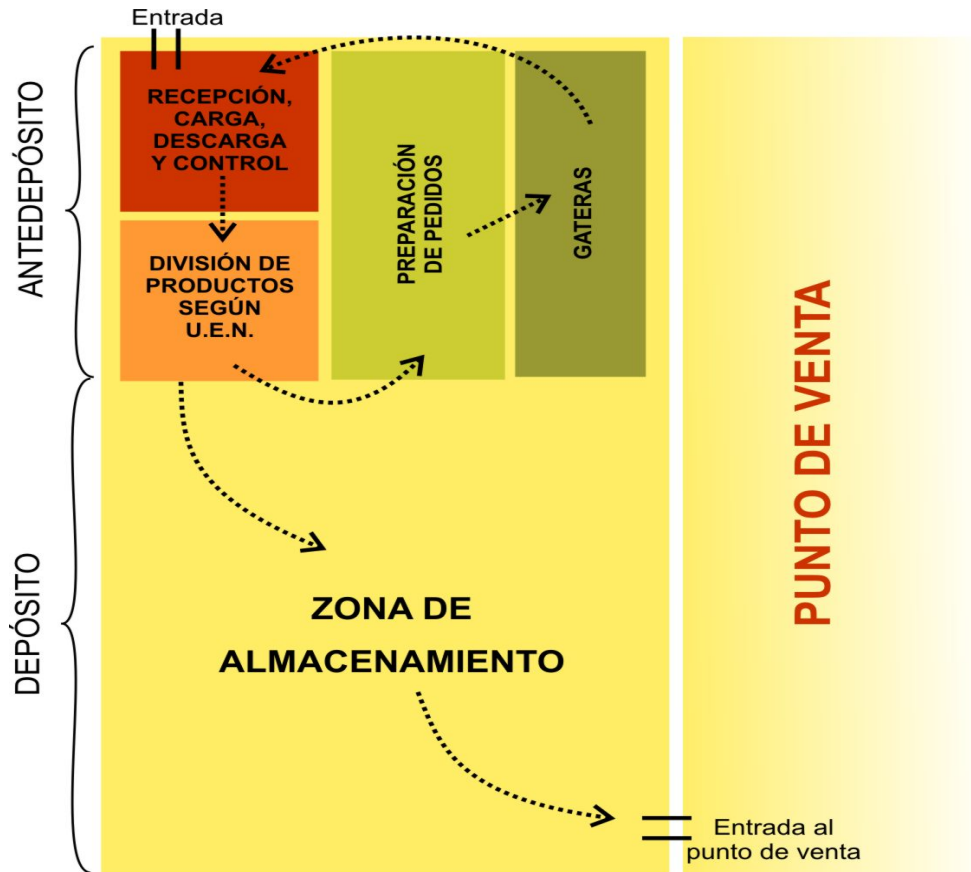 Entrada
RECEPCIÓN,
CARGA,
DESCARGA
Y CONTROL
DIVISIÓN DE
PRODUCTOS
SEGÚN
U.E.N.
PREPARACIÓN
DE PEDIDOS
GATERAS
ANTEDEPÓSITO
DEPÓSITO
ZONA DE
ALMACENAMIENTO
PUNTO DE VENTA
Entrada al
punto de venta